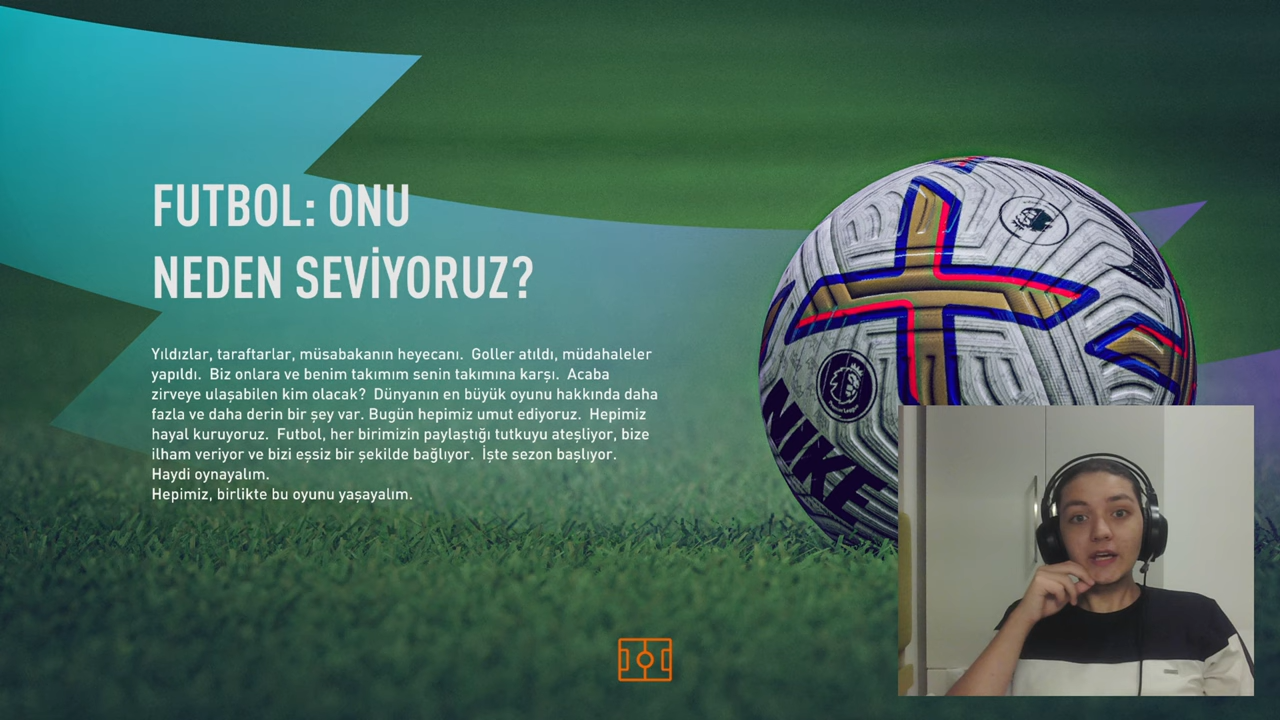 FUTBOL: ONU
NEDEN SEVİYORUZ?
Yıldızlar, taraftarlar, müsabakanın heyecanı. Goller atıldı, müdahaleler
yapıldı. Biz onlara ve benim takımım senin takımına karşı. Acaba
zirveye ulaşabilen kim olacak? Dünyanın en büyük oyunu hakkında daha
fazla ve daha derin bir şey var. Bugün hepimiz umut ediyoruz. Hepimiz
hayal kuruyoruz. Futbol, her birimizin paylaştığı tutkuyu ateşliyor, bize
ilham veriyor ve bizi eşsiz bir şekilde bağlıyor. İşte sezon başlıyor.
Haydi oynayalım.
Hepimiz, birlikte bu oyunu yaşayalım.
Premier League
NIKE